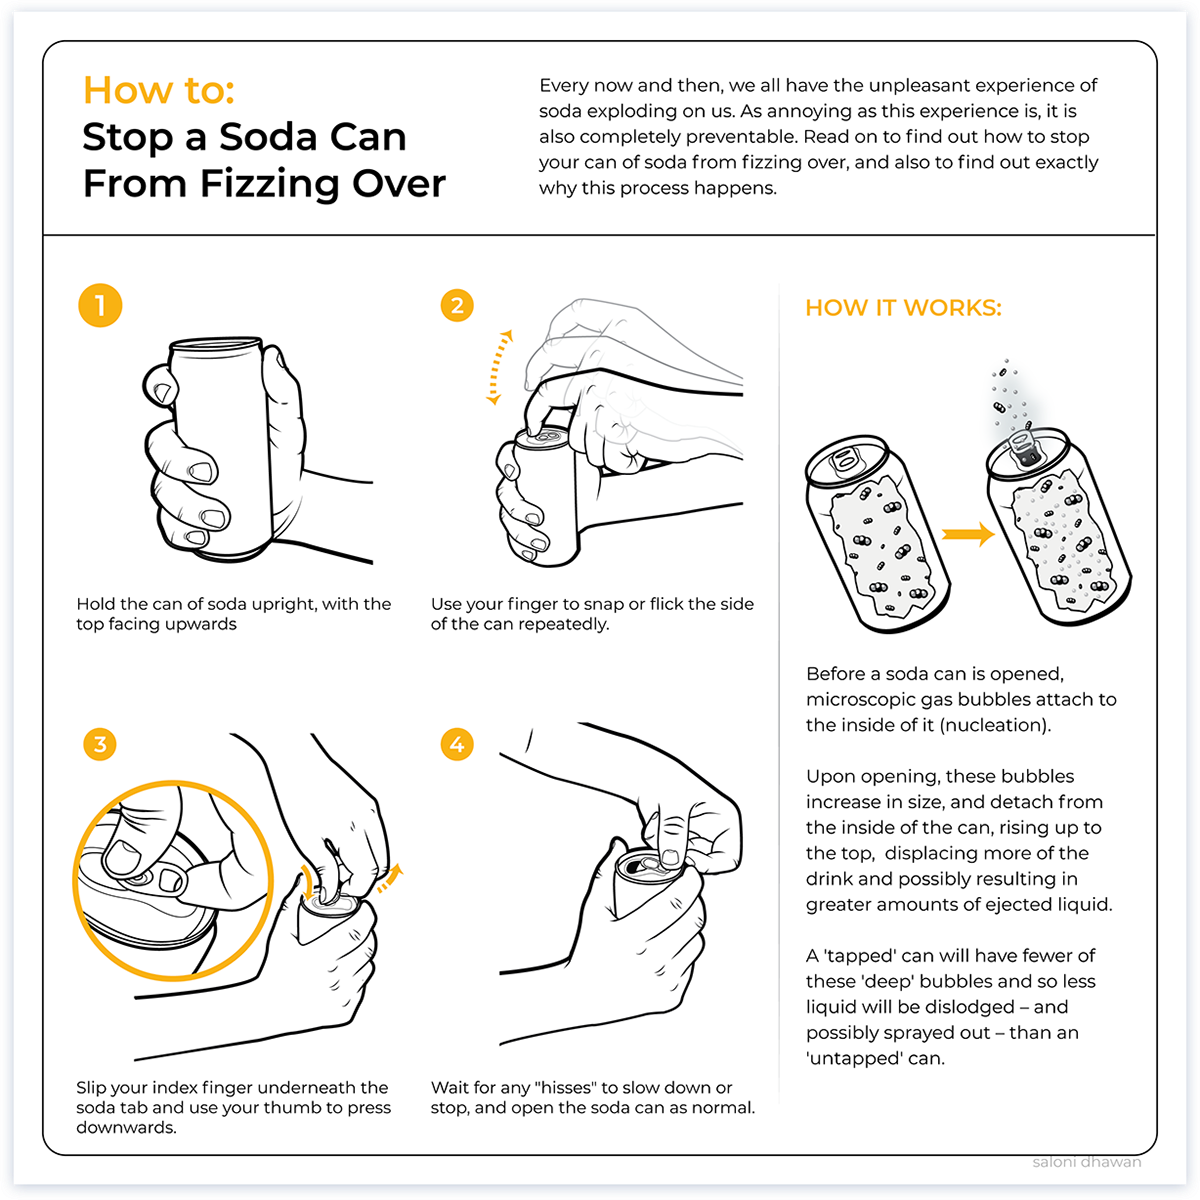 How to:
Stop a Soda Can
From Fizzing Over
Every now and then, we all have the unpleasant experience of
soda exploding on us. As annoying as this experience is, it is
also completely preventable. Read on to find out how to stop
your can of soda from fizzing over, and also to find out exactly
why this process happens.
1
Hold the can of soda upright, with the
top facing upwards
2
Use your finger to snap or flick the side
of the can repeatedly.
3
Slip your index finger underneath the
soda tab and use your thumb to press
downwards.
4
Wait for any "hisses" to slow down or
stop, and open the soda can as normal.
HOW IT WORKS:
Before a soda can is opened,
microscopic gas bubbles attach to
the inside of it (nucleation).
Upon opening, these bubbles
increase in size, and detach from
the inside of the can, rising up to
the top,  displacing more of the
drink and possibly resulting in
greater amounts of ejected liquid.
A 'tapped' can will have fewer of
these 'deep' bubbles and so less
liquid will be dislodged – and
possibly sprayed out – than an
'untapped' can.
saloni dhawan